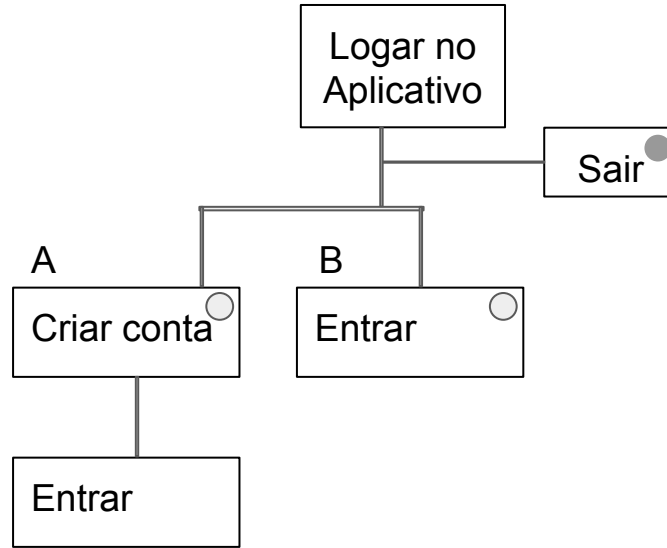 Logar no
Aplicativo
Sair
A
B
Criar conta
Entrar
Entrar